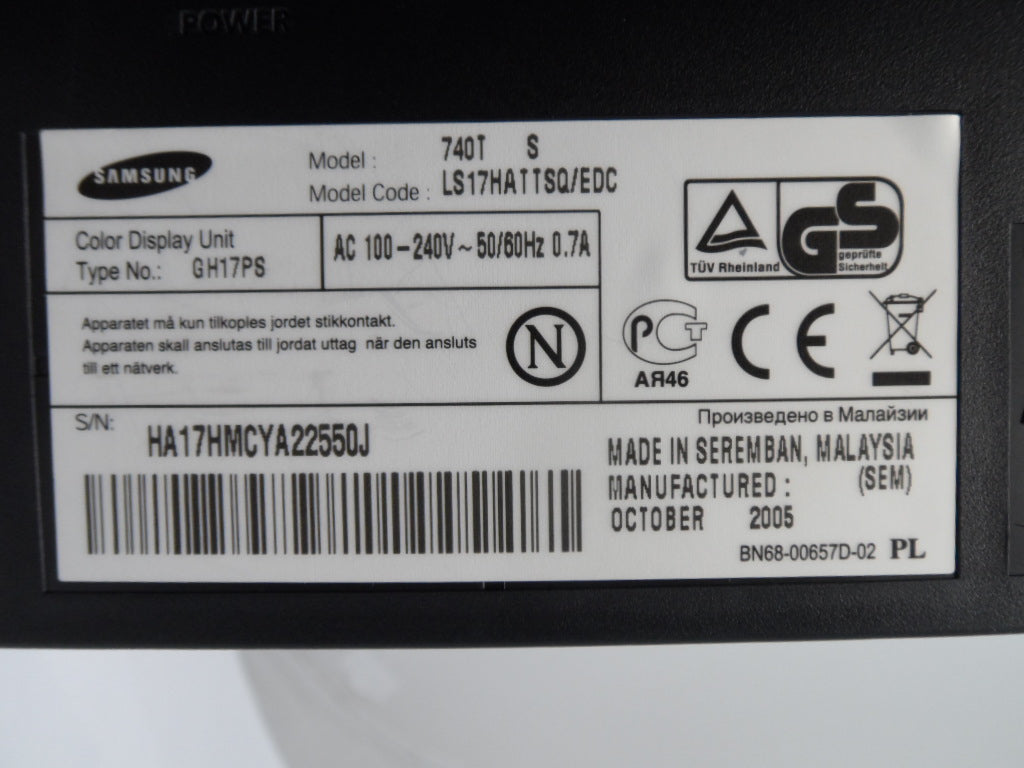 POWER
SAMSUNG
Model : 740T S
Model Code : LS17HATTSQ/EDC
Color Display Unit
Type No.: GH17PS
AC 100-240V~50/60Hz 0.7A
TÜV Rheinland
GS
geprüfte
Sicherheit
Apparatet må kun tilkoples jordet stikkontakt.
Apparaten skall anslutas till jordat uttag när den ansluts
till ett nätverk.
N
РСТ
АЯ46
CE
S/N:
HA17HMCYA22550J
Произведено в Малайзии
MADE IN SEREMBAN, MALAYSIA
MANUFACTURED : (SEM)
OCTOBER 2005
BN68-00657D-02 PL